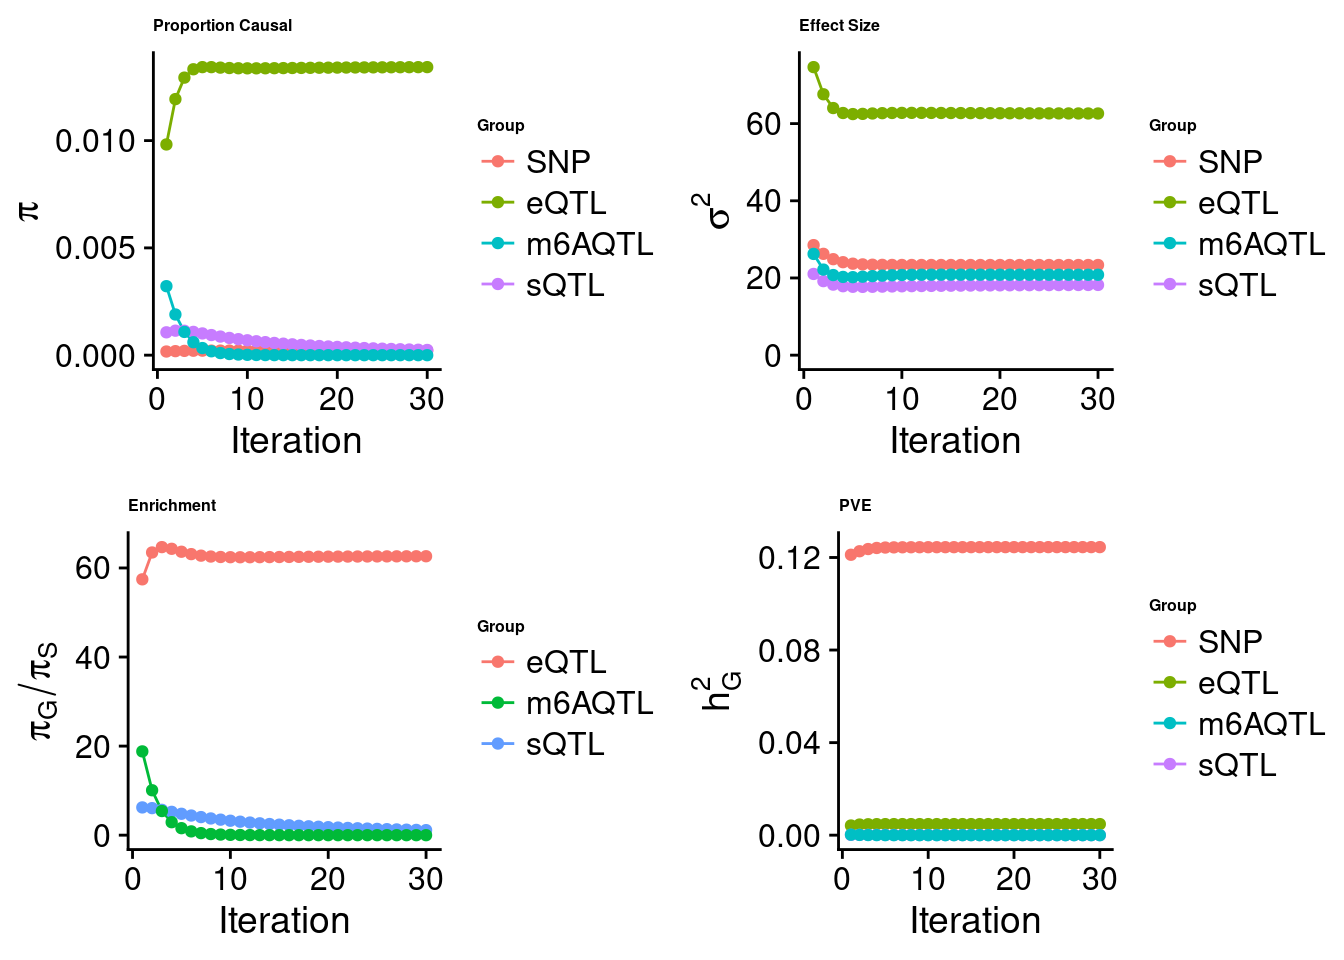 Proportion Causal
π
0.010
0.005
0.000
0
10
20
30
Iteration
Group
SNP
eQTL
m6AQTL
sQTL
Effect Size
σ²
60
40
20
0
0
10
20
30
Iteration
Group
SNP
eQTL
m6AQTL
sQTL
Enrichment
π_G/π_S
60
40
20
0
0
10
20
30
Iteration
Group
eQTL
m6AQTL
sQTL
PVE
h²_G
0.12
0.08
0.04
0.00
0
10
20
30
Iteration
Group
SNP
eQTL
m6AQTL
sQTL